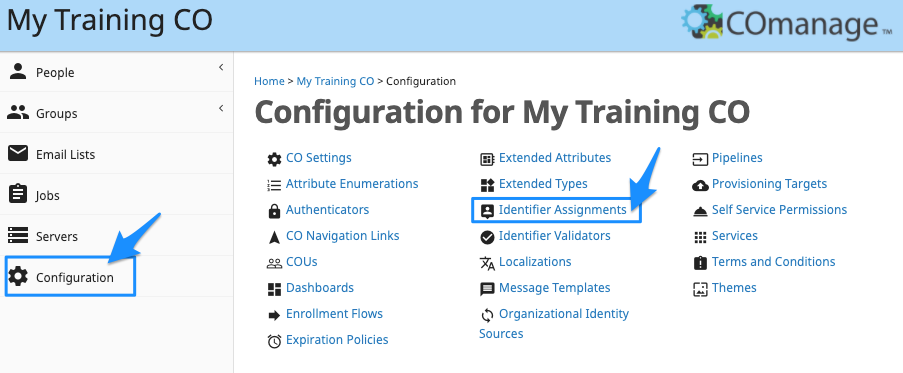 My Training CO
COmanage™
People
Groups
Email Lists
Jobs
Servers
Configuration
Home > My Training CO > Configuration
Configuration for My Training CO
CO Settings
Attribute Enumerations
Authenticators
CO Navigation Links
COUs
Dashboards
Enrollment Flows
Expiration Policies
Extended Attributes
Extended Types
Identifier Assignments
Identifier Validators
Localizations
Message Templates
Organizational Identity
Sources
Pipelines
Provisioning Targets
Self Service Permissions
Services
Terms and Conditions
Themes